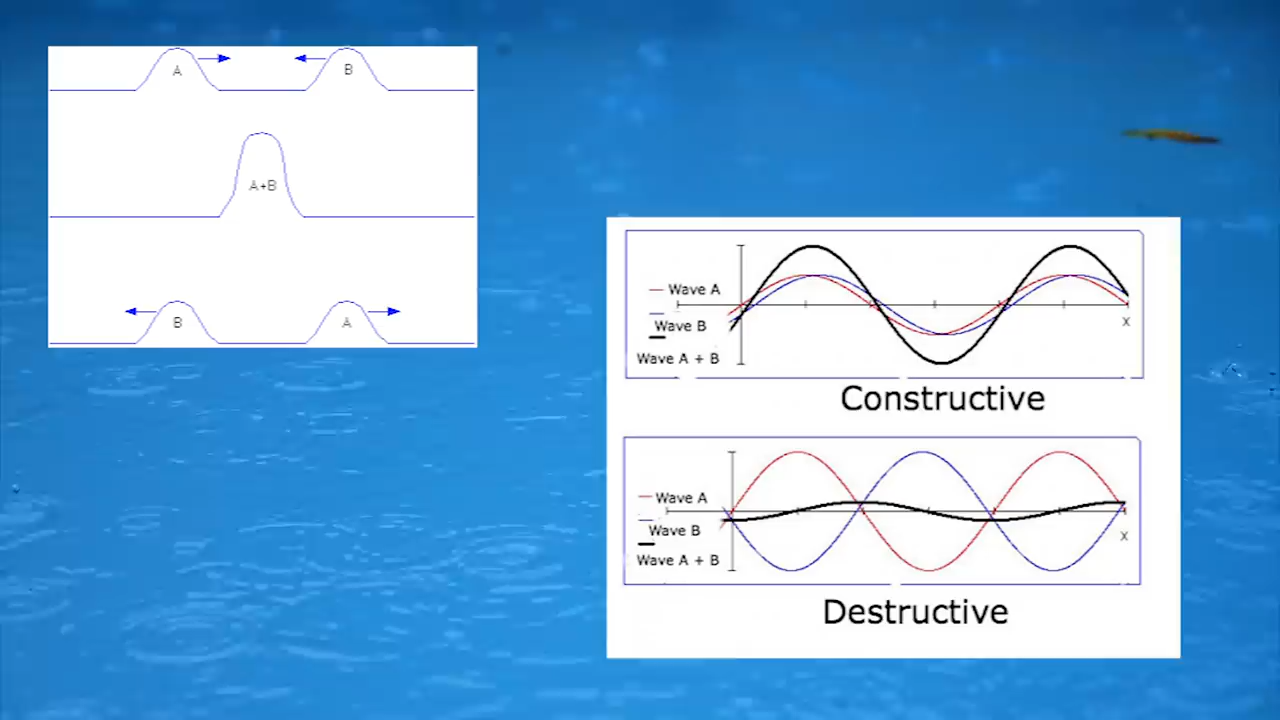 A
B
A+B
B
A
Wave A
Wave B
Wave A + B
X
Constructive
Wave A
Wave B
Wave A + B
X
Destructive